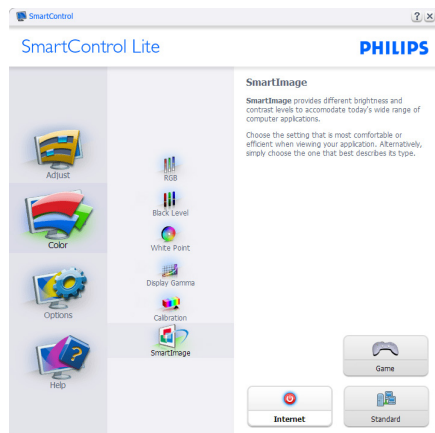 SmartControl
? x
SmartControl Lite
PHILIPS
Adjust
Color
Options
Help
RGB
Black Level
White Point
Display Gamma
Calibration
SmartImage
SmartImage
SmartImage provides different brightness and
contrast levels to accomodate today's wide range of
computer applications.
Choose the setting that is most comfortable or
efficient when viewing your application. Alternatively,
simply choose the one that best describes its type.
Game
Internet
Standard